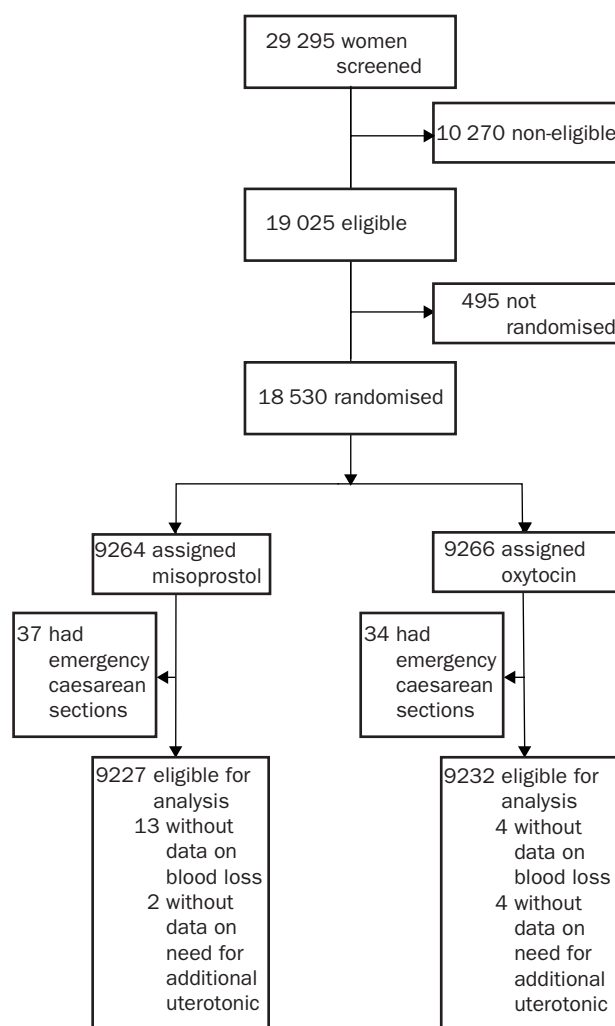 29 295 women
screened
10 270 non-eligible
19 025 eligible
495 not
randomised
18 530 randomised
9264 assigned
misoprostol
9266 assigned
oxytocin
37 had
emergency
caesarean
sections
34 had
emergency
caesarean
sections
9227 eligible for
analysis
13 without
data on
blood loss
2 without
data on
need for
additional
uterotonic
9232 eligible for
analysis
4 without
data on
blood loss
4 without
data on
need for
additional
uterotonic